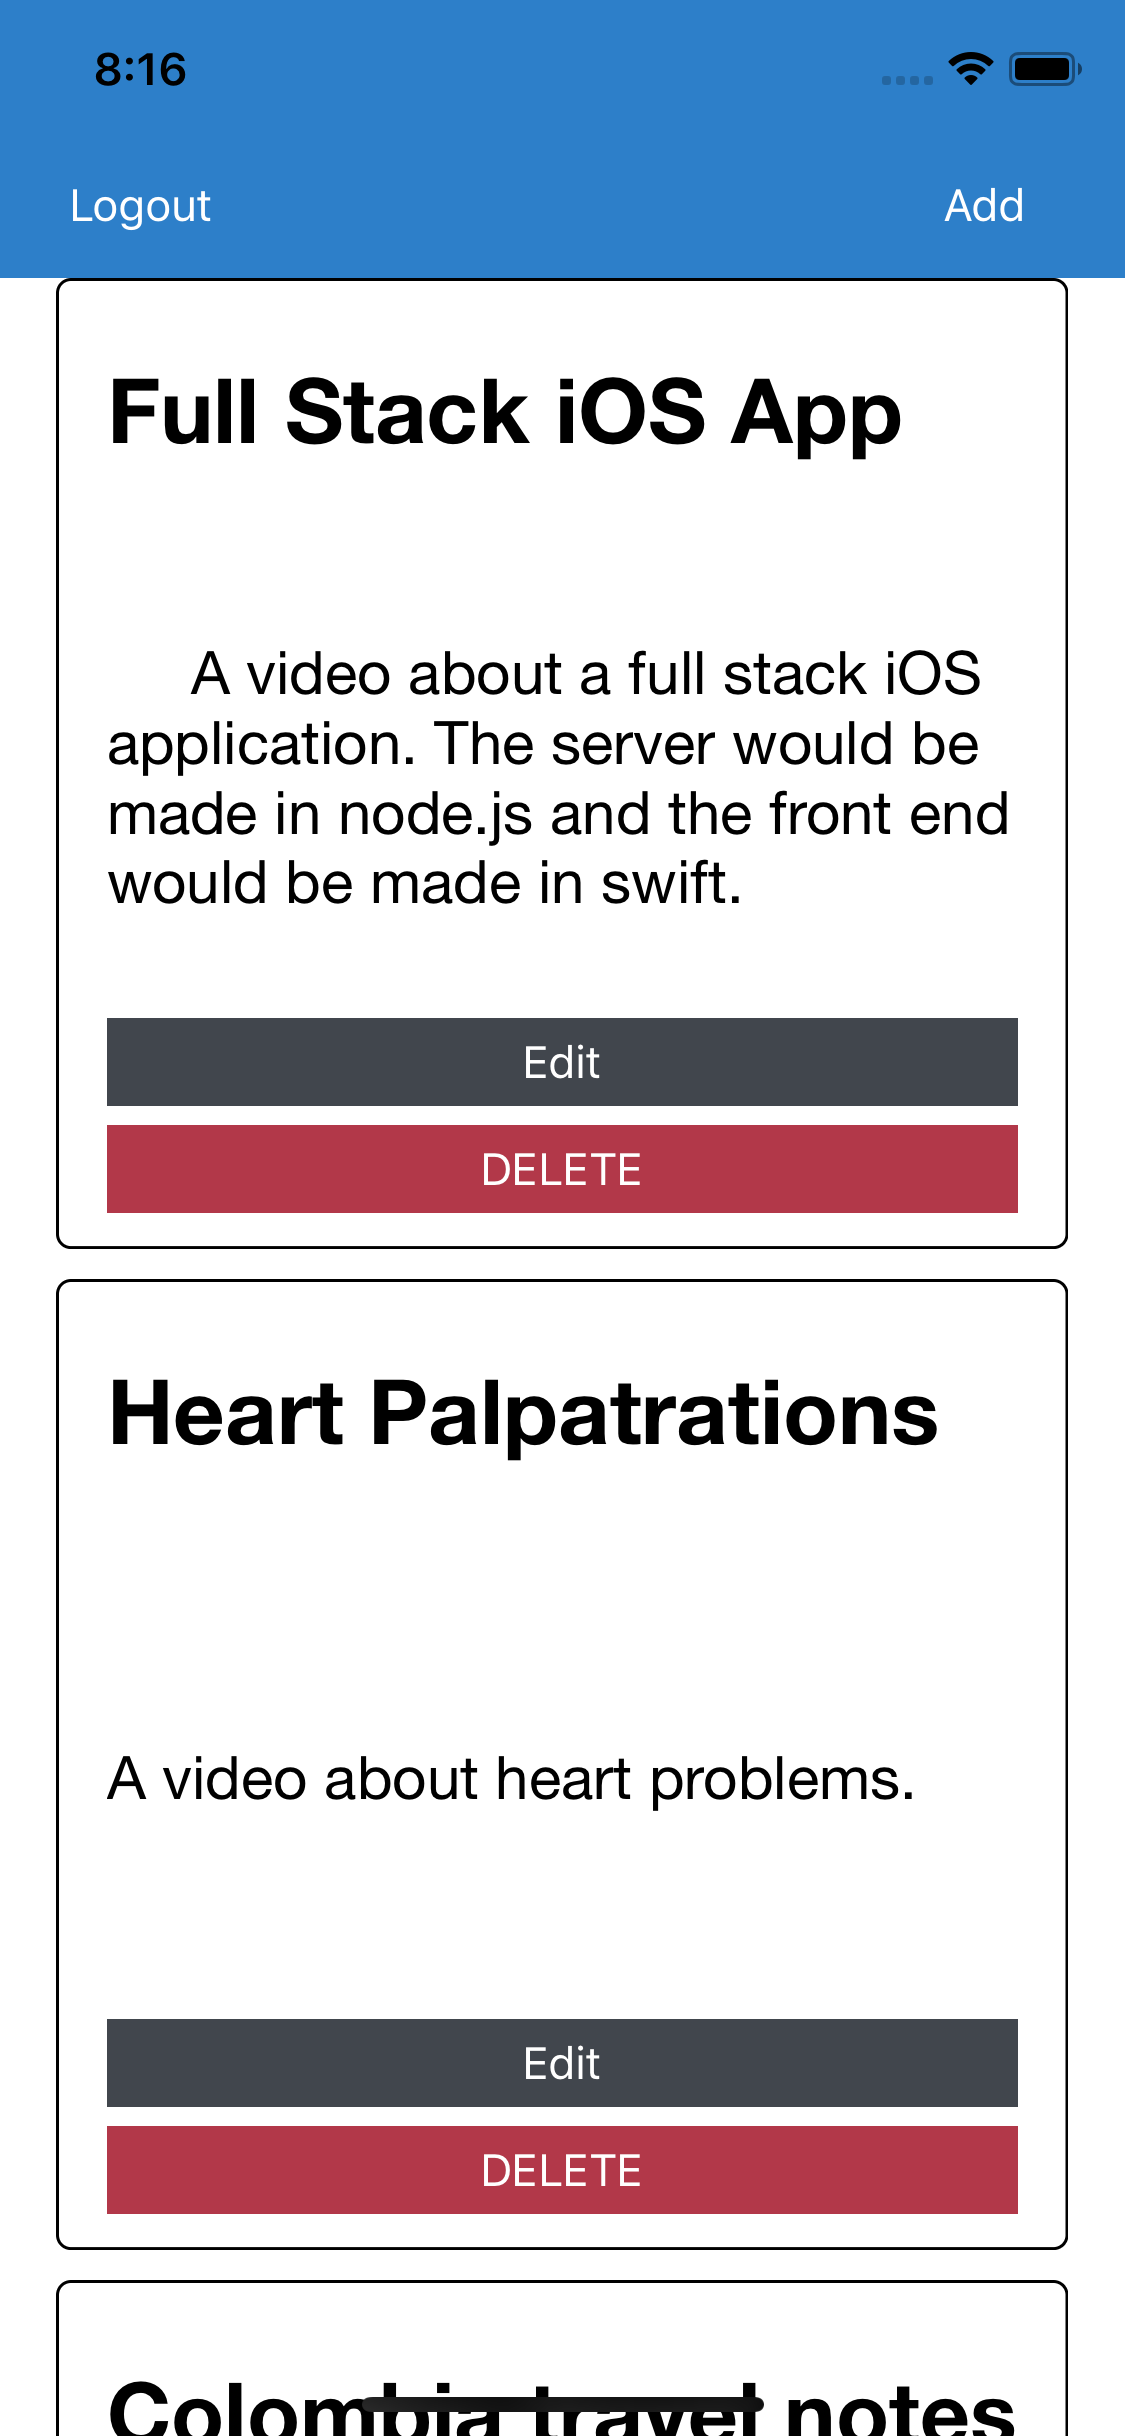 8:16
Logout
Add
Full Stack iOS App
A video about a full stack iOS
application. The server would be
made in node.js and the front end
would be made in swift.
Edit
DELETE
Heart Palpatrations
A video about heart problems.
Edit
DELETE
Colombia travel notes